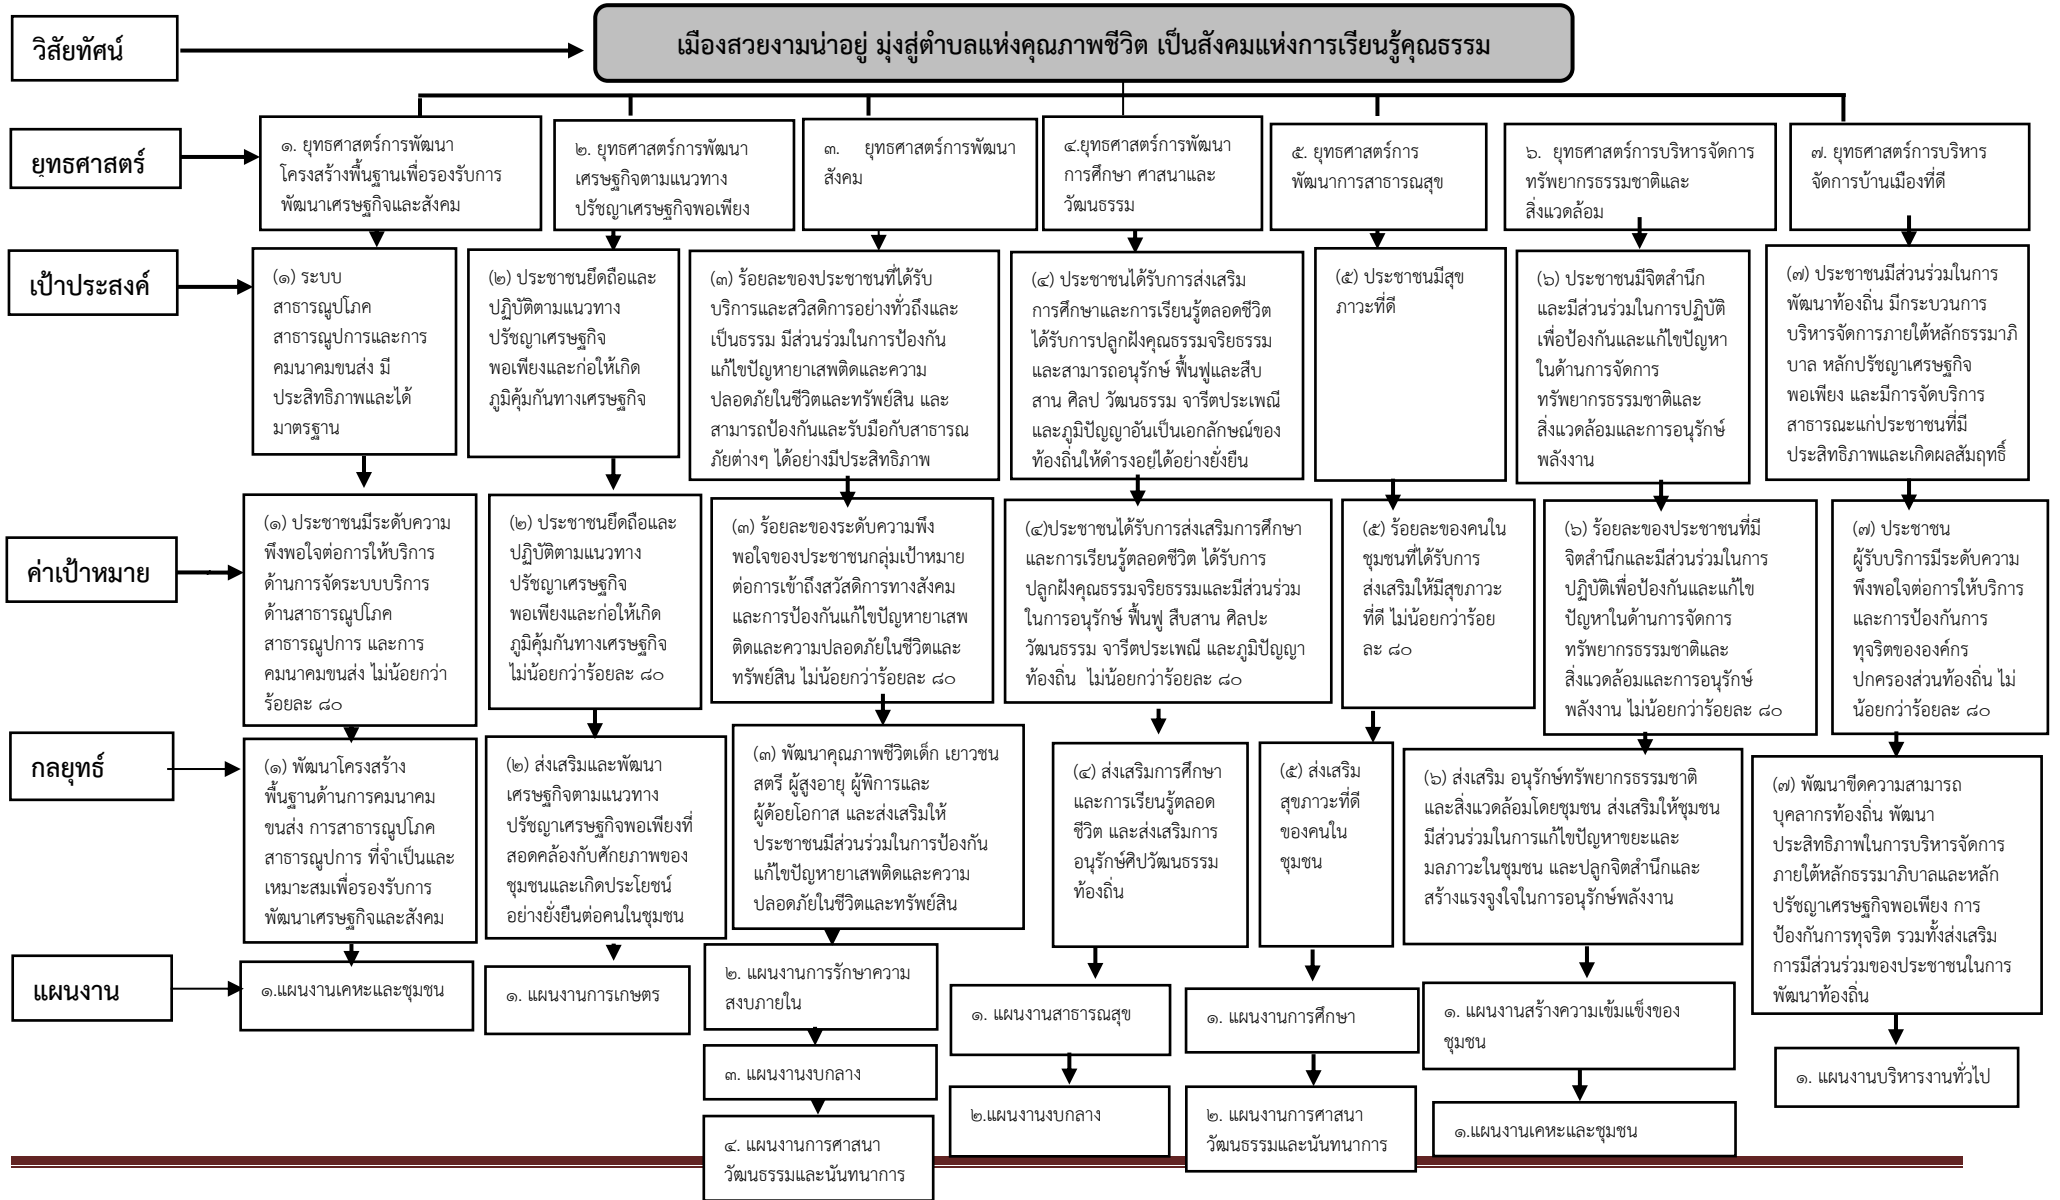 วิสัยทัศน์
เมืองสวยงามน่าอยู่ มุ่งสู่ตำบลแห่งคุณภาพชีวิต เป็นสังคมแห่งการเรียนรู้คุณธรรม
ยุทธศาสตร์
๑. ยุทธศาสตร์การพัฒนา
โครงสร้างพื้นฐานเพื่อรองรับการ
พัฒนาเศรษฐกิจและสังคม
๒. ยุทธศาสตร์การพัฒนา
เศรษฐกิจตามแนวทาง
ปรัชญาเศรษฐกิจพอเพียง
๓. ยุทธศาสตร์การพัฒนา
สังคม
๔.ยุทธศาสตร์การพัฒนา
การศึกษา ศาสนาและ
วัฒนธรรม
๕. ยุทธศาสตร์การ
พัฒนาการสาธารณสุข
๖. ยุทธศาสตร์การบริหารจัดการ
ทรัพยากรธรรมชาติและ
สิ่งแวดล้อม
๗. ยุทธศาสตร์การบริหาร
จัดการบ้านเมืองที่ดี
เป้าประสงค์
(๑) ระบบ
สาธารณูปโภค
สาธารณูปการและการ
คมนาคมขนส่ง มี
ประสิทธิภาพและได้
มาตรฐาน
(๒) ประชาชนยึดถือและ
ปฏิบัติตามแนวทาง
ปรัชญาเศรษฐกิจ
พอเพียงและก่อให้เกิด
ภูมิคุ้มกันทางเศรษฐกิจ
(๓) ร้อยละของประชาชนที่ได้รับ
บริการและสวิสดิการอย่างทั่วถึงและ
เป็นธรรม มีส่วนร่วมในการป้องกัน
แก้ไขปัญหายาเสพติดและความ
ปลอดภัยในชีวิตและทรัพย์สิน และ
สามารถป้องกันและรับมือกับสาธารณ
ภัยต่างๆ ได้อย่างมีประสิทธิภาพ
(๔) ประชาชนได้รับการส่งเสริม
การศึกษาและการเรียนรู้ตลอดชีวิต
ได้รับการปลูกฝังคุณธรรมจริยธรรม
และสามารถอนุรักษ์ ฟื้นฟูและสืบ
สาน ศิลป วัฒนธรรม จารีตประเพณี
และภูมิปัญญาอันเป็นเอกลักษณ์ของ
ท้องถิ่นให้ดำรงอยู่ได้อย่างยั่งยืน
(๕) ประชาชนมีสุข
ภาวะที่ดี
(๖) ประชาชนมีจิตสำนึก
และมีส่วนร่วมในการปฏิบัติ
เพื่อป้องกันและแก้ไขปัญหา
ในด้านการจัดการ
ทรัพยากรธรรมชาติและ
สิ่งแวดล้อมและการอนุรักษ์
พลังงาน
(๗) ประชาชนมีส่วนร่วมในการ
พัฒนาท้องถิ่น มีกระบวนการ
บริหารจัดการภายใต้หลักธรรมาภิ
บาล หลักปรัชญาเศรษฐกิจ
พอเพียง และมีการจัดบริการ
สาธารณะแก่ประชาชนที่มี
ประสิทธิภาพและเกิดผลสัมฤทธิ์
ค่าเป้าหมาย
(๑) ประชาชนมีระดับความ
พึงพอใจต่อการให้บริการ
ด้านการจัดระบบบริการ
ด้านสาธารณูปโภค
สาธารณูปการ และการ
คมนาคมขนส่ง ไม่น้อยกว่า
ร้อยละ ๘๐
(๒) ประชาชนยึดถือและ
ปฏิบัติตามแนวทาง
ปรัชญาเศรษฐกิจ
พอเพียงและก่อให้เกิด
ภูมิคุ้มกันทางเศรษฐกิจ
ไม่น้อยกว่าร้อยละ ๘๐
(๓) ร้อยละของระดับความพึง
พอใจของประชาชนกลุ่มเป้าหมาย
ต่อการเข้าถึงสวัสดิการทางสังคม
และการป้องกันแก้ไขปัญหายาเสพ
ติดและความปลอดภัยในชีวิตและ
ทรัพย์สิน ไม่น้อยกว่าร้อยละ ๘๐
(๔)ประชาชนได้รับการส่งเสริมการศึกษา
และการเรียนรู้ตลอดชีวิต ได้รับการ
ปลูกฝังคุณธรรมจริยธรรมและมีส่วนร่วม
ในการอนุรักษ์ ฟื้นฟู สืบสาน ศิลปะ
วัฒนธรรม จารีตประเพณี และภูมิปัญญา
ท้องถิ่น ไม่น้อยกว่าร้อยละ ๘๐
(๕) ร้อยละของคนใน
ชุมชนที่ได้รับการ
ส่งเสริมให้มีสุขภาวะ
ที่ดี ไม่น้อยกว่าร้อย
ละ ๘๐
(๖) ร้อยละของประชาชนที่มี
จิตสำนึกและมีส่วนร่วมในการ
ปฏิบัติเพื่อป้องกันและแก้ไข
ปัญหาในด้านการจัดการ
ทรัพยากรธรรมชาติและ
สิ่งแวดล้อมและการอนุรักษ์
พลังงาน ไม่น้อยกว่าร้อยละ ๘๐
(๗) ประชาชน
ผู้รับบริการมีระดับความ
พึงพอใจต่อการให้บริการ
และการป้องกันการ
ทุจริตขององค์กร
ปกครองส่วนท้องถิ่น ไม่
น้อยกว่าร้อยละ ๘๐
กลยุทธ์
(๑) พัฒนาโครงสร้าง
พื้นฐานด้านการคมนาคม
ขนส่ง การสาธารณูปโภค
สาธารณูปการ ที่จำเป็นและ
เหมาะสมเพื่อรองรับการ
พัฒนาเศรษฐกิจและสังคม
(๒) ส่งเสริมและพัฒนา
เศรษฐกิจตามแนวทาง
ปรัชญาเศรษฐกิจพอเพียงที่
สอดคล้องกับศักยภาพของ
ชุมชนและเกิดประโยชน์
อย่างยั่งยืนต่อคนในชุมชน
(๓) พัฒนาคุณภาพชีวิตเด็ก เยาวชน
สตรี ผู้สูงอายุ ผู้พิการและ
ผู้ด้อยโอกาส และส่งเสริมให้
ประชาชนมีส่วนร่วมในการป้องกัน
แก้ไขปัญหายาเสพติดและความ
ปลอดภัยในชีวิตและทรัพย์สิน
(๔) ส่งเสริมการศึกษา
และการเรียนรู้ตลอด
ชีวิต และส่งเสริมการ
อนุรักษ์ศิปวัฒนธรรม
ท้องถิ่น
(๕) ส่งเสริม
สุขภาวะที่ดี
ของคนใน
ชุมชน
(๖) ส่งเสริม อนุรักษ์ทรัพยากรธรรมชาติ
และสิ่งแวดล้อมโดยชุมชน ส่งเสริมให้ชุมชน
มีส่วนร่วมในการแก้ไขปัญหาขยะและ
มลภาวะในชุมชน และปลูกจิตสำนึกและ
สร้างแรงจูงใจในการอนุรักษ์พลังงาน
(๗) พัฒนาขีดความสามารถ
บุคลากรท้องถิ่น พัฒนา
ประสิทธิภาพในการบริหารจัดการ
ภายใต้หลักธรรมาภิบาลและหลัก
ปรัชญาเศรษฐกิจพอเพียง การ
ป้องกันการทุจริต รวมทั้งส่งเสริม
การมีส่วนร่วมของประชาชนในการ
พัฒนาท้องถิ่น
แผนงาน
๑.แผนงานเคหะและชุมชน
๑. แผนงานการเกษตร
๒. แผนงานการรักษาความ
สงบภายใน
๓. แผนงานงบกลาง
๔. แผนงานการศาสนา
วัฒนธรรมและนันทนาการ
๑. แผนงานสาธารณสุข
๒.แผนงานงบกลาง
๑. แผนงานการศึกษา
๒. แผนงานการศาสนา
วัฒนธรรมและนันทนาการ
๑. แผนงานสร้างความเข้มแข็งของ
ชุมชน
๑.แผนงานเคหะและชุมชน
๑. แผนงานบริหารงานทั่วไป